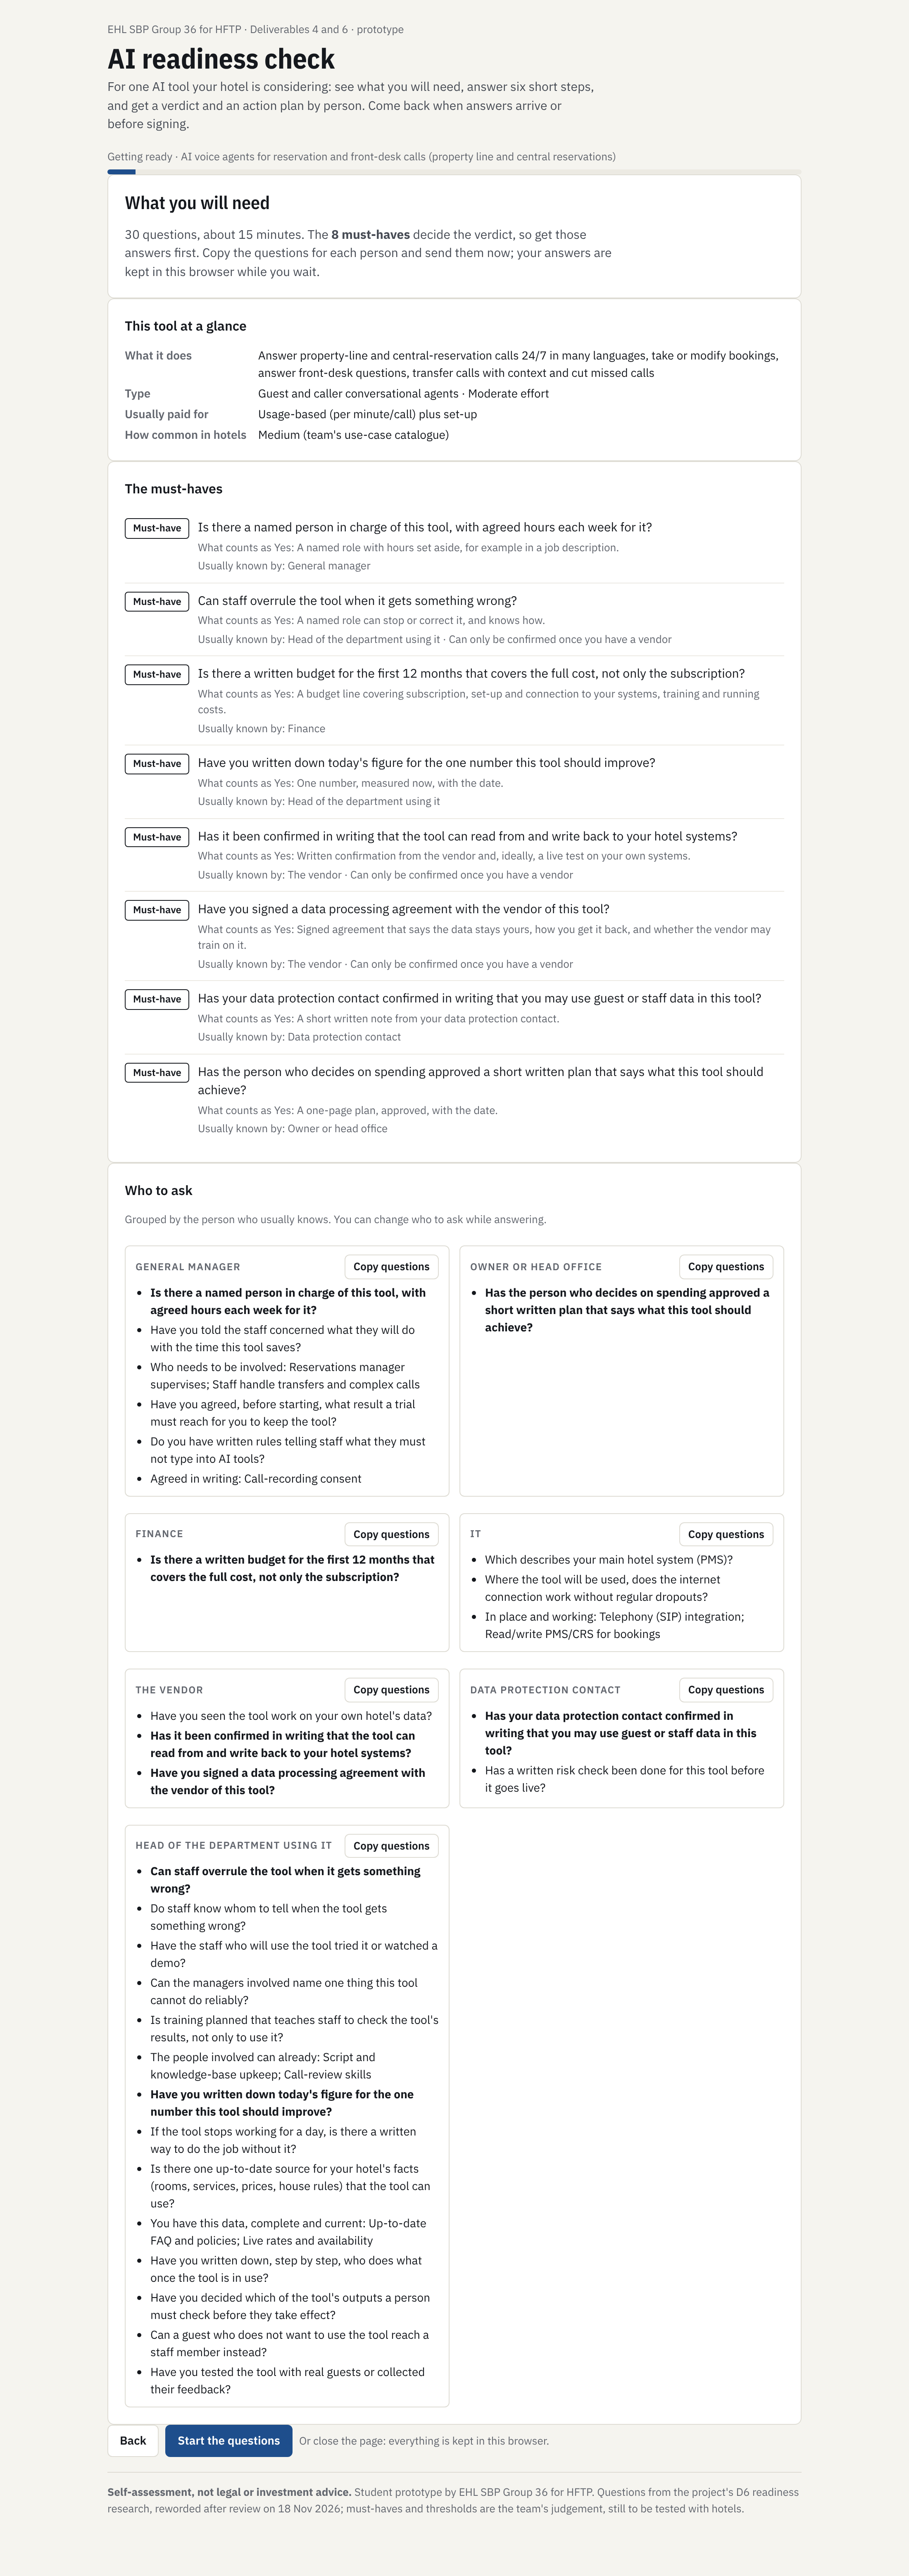 EHL SBP Group 36 for HFTP · Deliverables 4 and 6 · prototype
AI readiness check
For one AI tool your hotel is considering: see what you will need, answer six short steps,
and get a verdict and an action plan by person. Come back when answers arrive or
before signing.
Getting ready · AI voice agents for reservation and front-desk calls (property line and central reservations)
What you will need
30 questions, about 15 minutes. The 8 must-haves decide the verdict, so get those
answers first. Copy the questions for each person and send them now; your answers are
kept in this browser while you wait.
This tool at a glance
What it does
Answer property-line and central-reservation calls 24/7 in many languages, take or modify bookings,
answer front-desk questions, transfer calls with context and cut missed calls
Type
Guest and caller conversational agents · Moderate effort
Usually paid for
Usage-based (per minute/call) plus set-up
How common in hotels
Medium (team's use-case catalogue)
The must-haves
Must-have
Is there a named person in charge of this tool, with agreed hours each week for it?
What counts as Yes: A named role with hours set aside, for example in a job description.
Usually known by: General manager
Must-have
Can staff overrule the tool when it gets something wrong?
What counts as Yes: A named role can stop or correct it, and knows how.
Usually known by: Head of the department using it · Can only be confirmed once you have a vendor
Must-have
Is there a written budget for the first 12 months that covers the full cost, not only the subscription?
What counts as Yes: A budget line covering subscription, set-up and connection to your systems, training and running
costs.
Usually known by: Finance
Must-have
Have you written down today's figure for the one number this tool should improve?
What counts as Yes: One number, measured now, with the date.
Usually known by: Head of the department using it
Must-have
Has it been confirmed in writing that the tool can read from and write back to your hotel systems?
What counts as Yes: Written confirmation from the vendor and, ideally, a live test on your own systems.
Usually known by: The vendor · Can only be confirmed once you have a vendor
Must-have
Have you signed a data processing agreement with the vendor of this tool?
What counts as Yes: Signed agreement that says the data stays yours, how you get it back, and whether the vendor may
train on it.
Usually known by: The vendor · Can only be confirmed once you have a vendor
Must-have
Has your data protection contact confirmed in writing that you may use guest or staff data in this tool?
What counts as Yes: A short written note from your data protection contact.
Usually known by: Data protection contact
Must-have
Has the person who decides on spending approved a short written plan that says what this tool should
achieve?
What counts as Yes: A one-page plan, approved, with the date.
Usually known by: Owner or head office
Who to ask
Grouped by the person who usually knows. You can change who to ask while answering.
GENERAL MANAGER
Copy questions
• Is there a named person in charge of this tool, with
agreed hours each week for it?
• Have you told the staff concerned what they will do
with the time this tool saves?
• Who needs to be involved: Reservations manager
supervises; Staff handle transfers and complex calls
• Have you agreed, before starting, what result a trial
must reach for you to keep the tool?
• Do you have written rules telling staff what they must
not type into AI tools?
• Agreed in writing: Call-recording consent
OWNER OR HEAD OFFICE
Copy questions
• Has the person who decides on spending approved a
short written plan that says what this tool should
achieve?
FINANCE
Copy questions
• Is there a written budget for the first 12 months that
covers the full cost, not only the subscription?
IT
Copy questions
• Which describes your main hotel system (PMS)?
• Where the tool will be used, does the internet
connection work without regular dropouts?
• In place and working: Telephony (SIP) integration;
Read/write PMS/CRS for bookings
THE VENDOR
Copy questions
• Have you seen the tool work on your own hotel's data?
• Has it been confirmed in writing that the tool can
read from and write back to your hotel systems?
• Have you signed a data processing agreement with
the vendor of this tool?
DATA PROTECTION CONTACT
Copy questions
• Has your data protection contact confirmed in
writing that you may use guest or staff data in this
tool?
• Has a written risk check been done for this tool before
it goes live?
HEAD OF THE DEPARTMENT USING IT
Copy questions
• Can staff overrule the tool when it gets something
wrong?
• Do staff know whom to tell when the tool gets
something wrong?
• Have the staff who will use the tool tried it or watched a
demo?
• Can the managers involved name one thing this tool
cannot do reliably?
• Is training planned that teaches staff to check the tool's
results, not only to use it?
• The people involved can already: Script and
knowledge-base upkeep; Call-review skills
• Have you written down today's figure for the one
number this tool should improve?
• If the tool stops working for a day, is there a written
way to do the job without it?
• Is there one up-to-date source for your hotel's facts
(rooms, services, prices, house rules) that the tool can
use?
• You have this data, complete and current: Up-to-date
FAQ and policies; Live rates and availability
• Have you written down, step by step, who does what
once the tool is in use?
• Have you decided which of the tool's outputs a person
must check before they take effect?
• Can a guest who does not want to use the tool reach a
staff member instead?
• Have you tested the tool with real guests or collected
their feedback?
Back
Start the questions
Or close the page: everything is kept in this browser.
Self-assessment, not legal or investment advice. Student prototype by EHL SBP Group 36 for HFTP. Questions from the project's D6 readiness
research, reworded after review on 18 Nov 2026; must-haves and thresholds are the team's judgement, still to be tested with hotels.